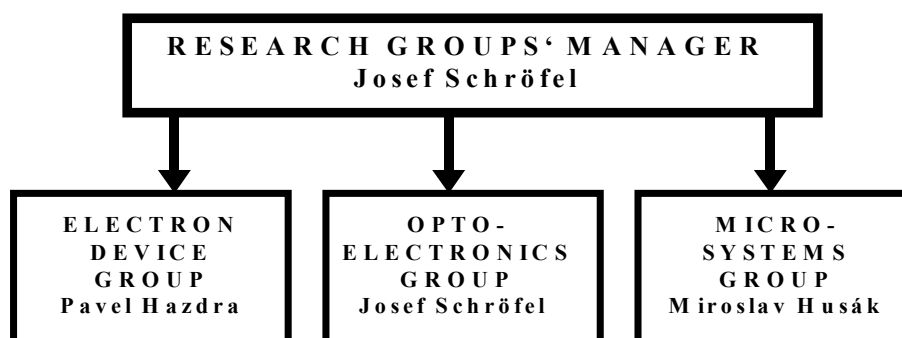 RESEARCH GROUPS‘ MANAGER
Josef Schröfel
ELECTRON
DEVICE
GROUP
Pavel Hazdra
OPTO-
ELECTRONICS
GROUP
Josef Schröfel
MICRO-
SYSTEMS
GROUP
Miroslav Husák